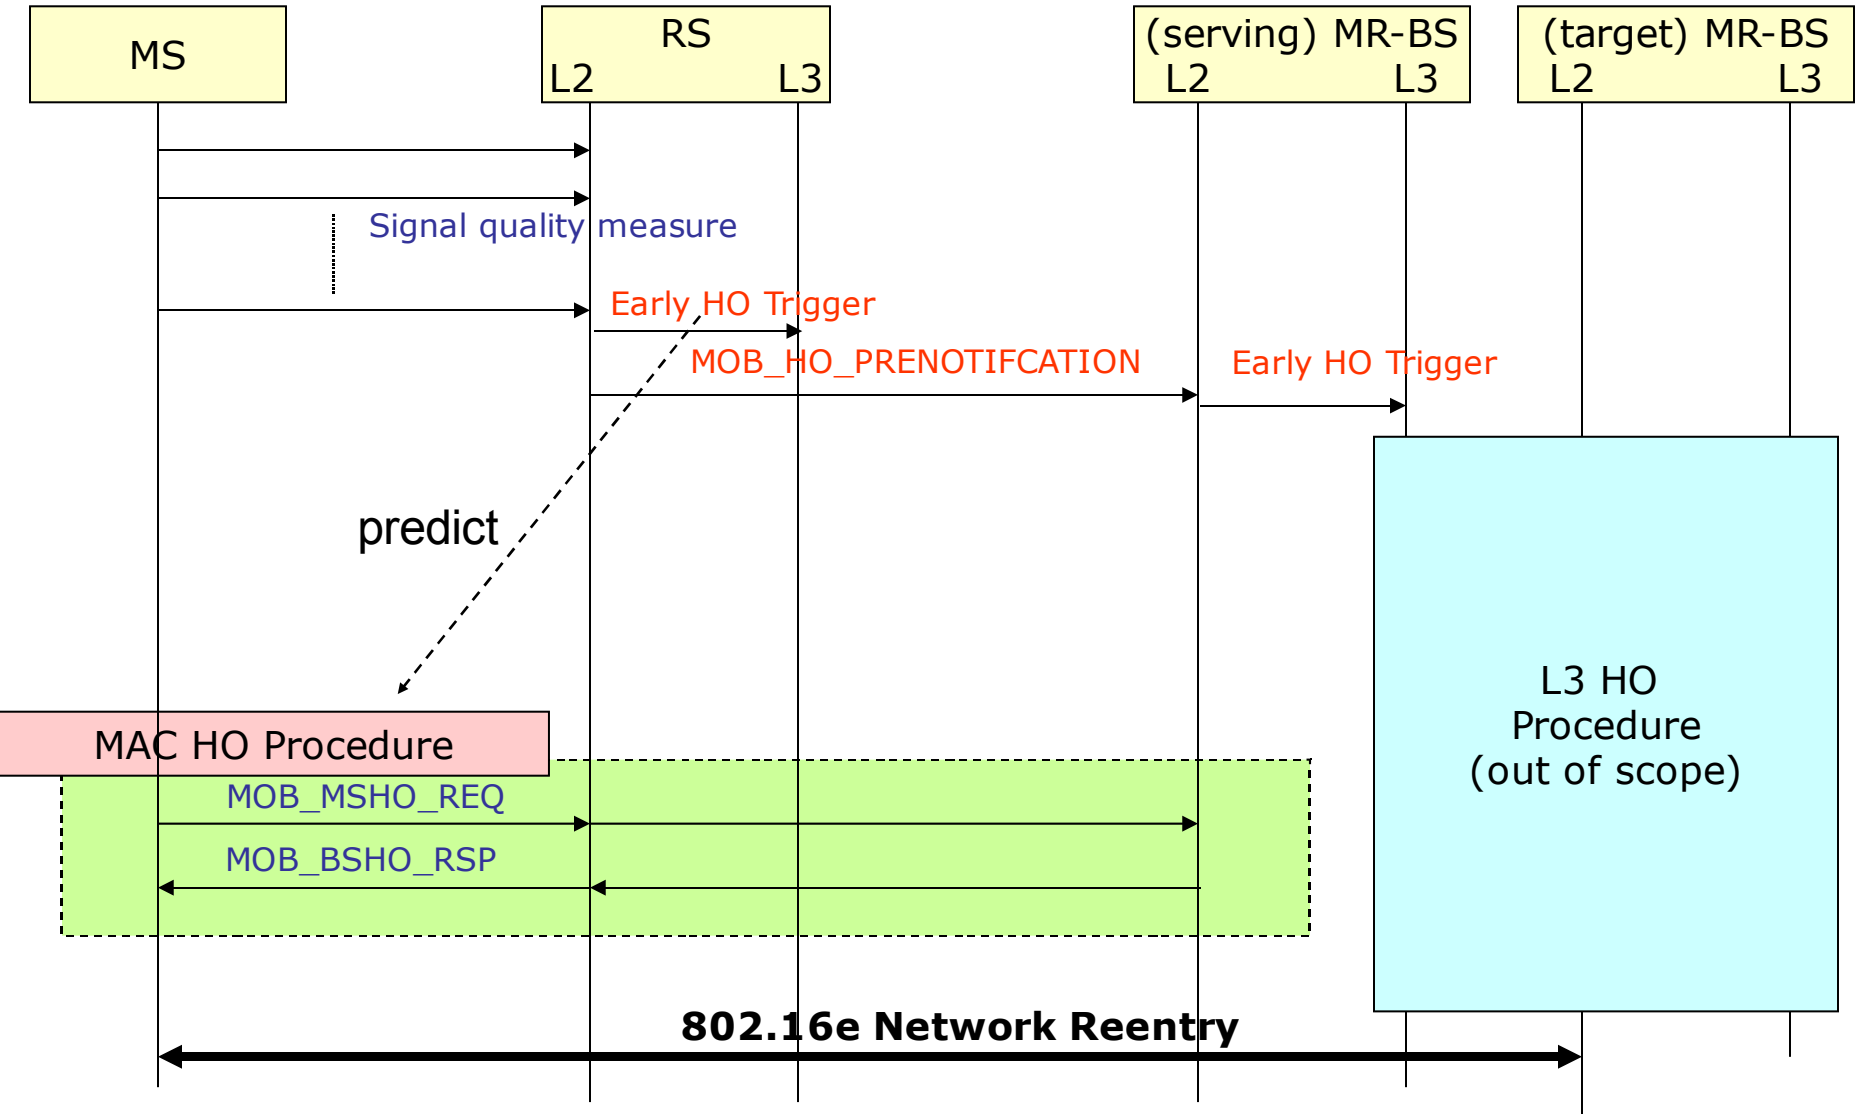 MS
RS
L2 L3
(serving) MR-BS
L2 L3
(target) MR-BS
L2 L3
Signal quality measure
Early HO Trigger
MOB_HO_PRENOTIFCATION
Early HO Trigger
predict
L3 HO
Procedure
(out of scope)
MAC HO Procedure
MOB_MSHO_REQ
MOB_BSHO_RSP
802.16e Network Reentry